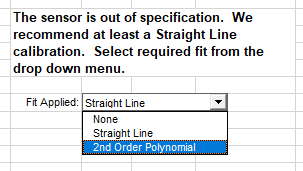 The sensor is out of specification.  We
recommend at least a Straight Line
calibration.  Select required fit from the
drop down menu.
Fit Applied: Straight Line
None
Straight Line
2nd Order Polynomial